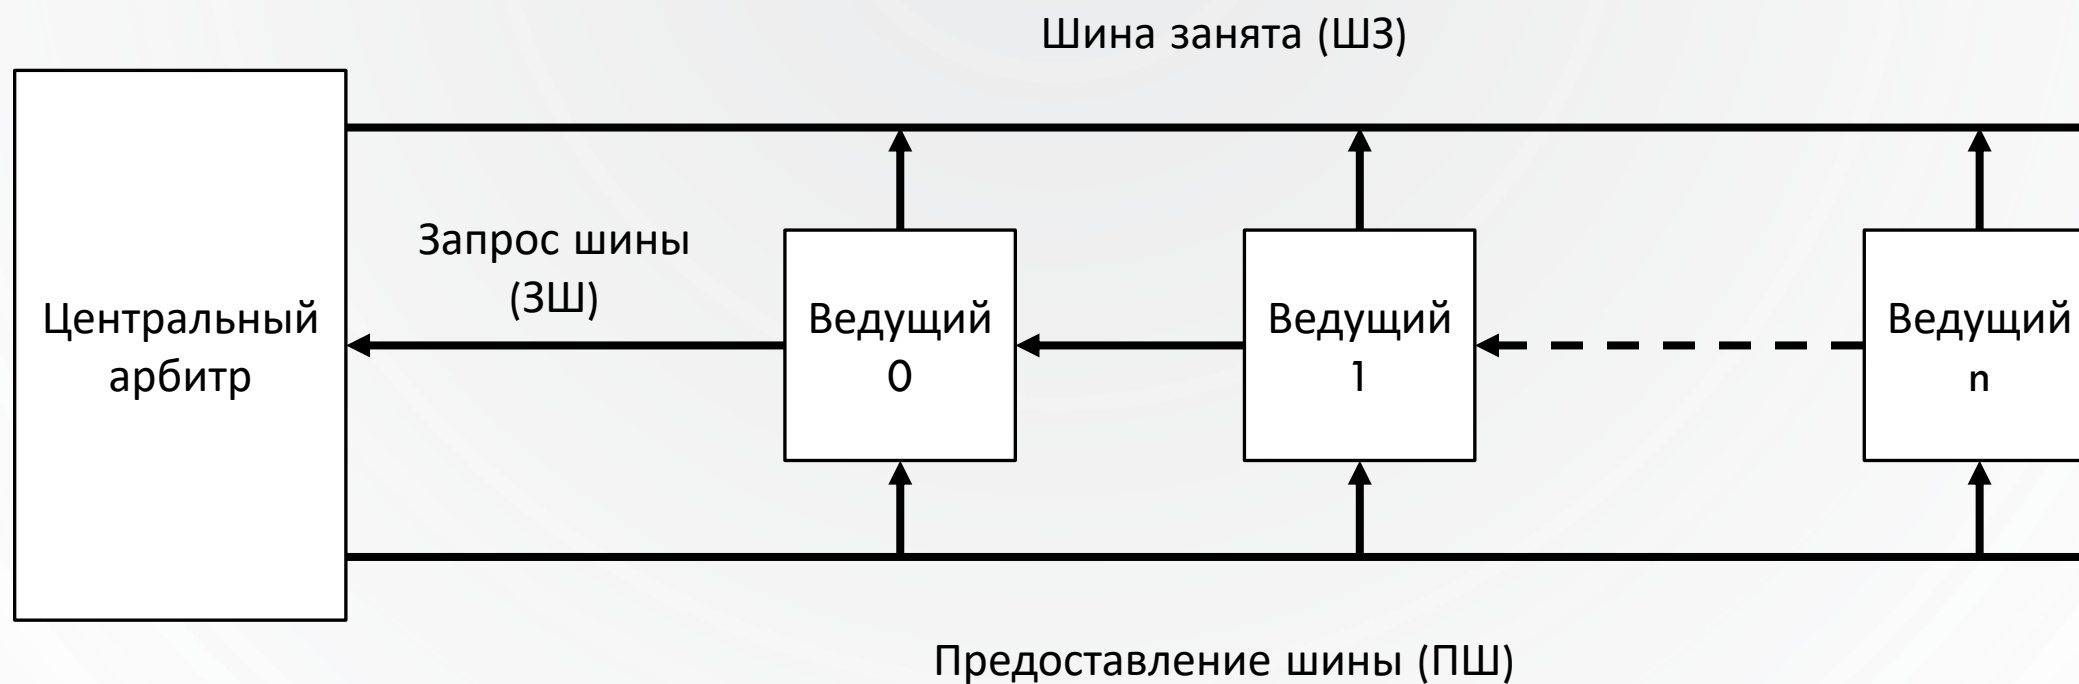 Шина занята (ШЗ)
Центральный
арбитр
Запрос шины
(ЗШ)
Ведущий
0
Ведущий
1
Ведущий
n
Предоставление шины (ПШ)